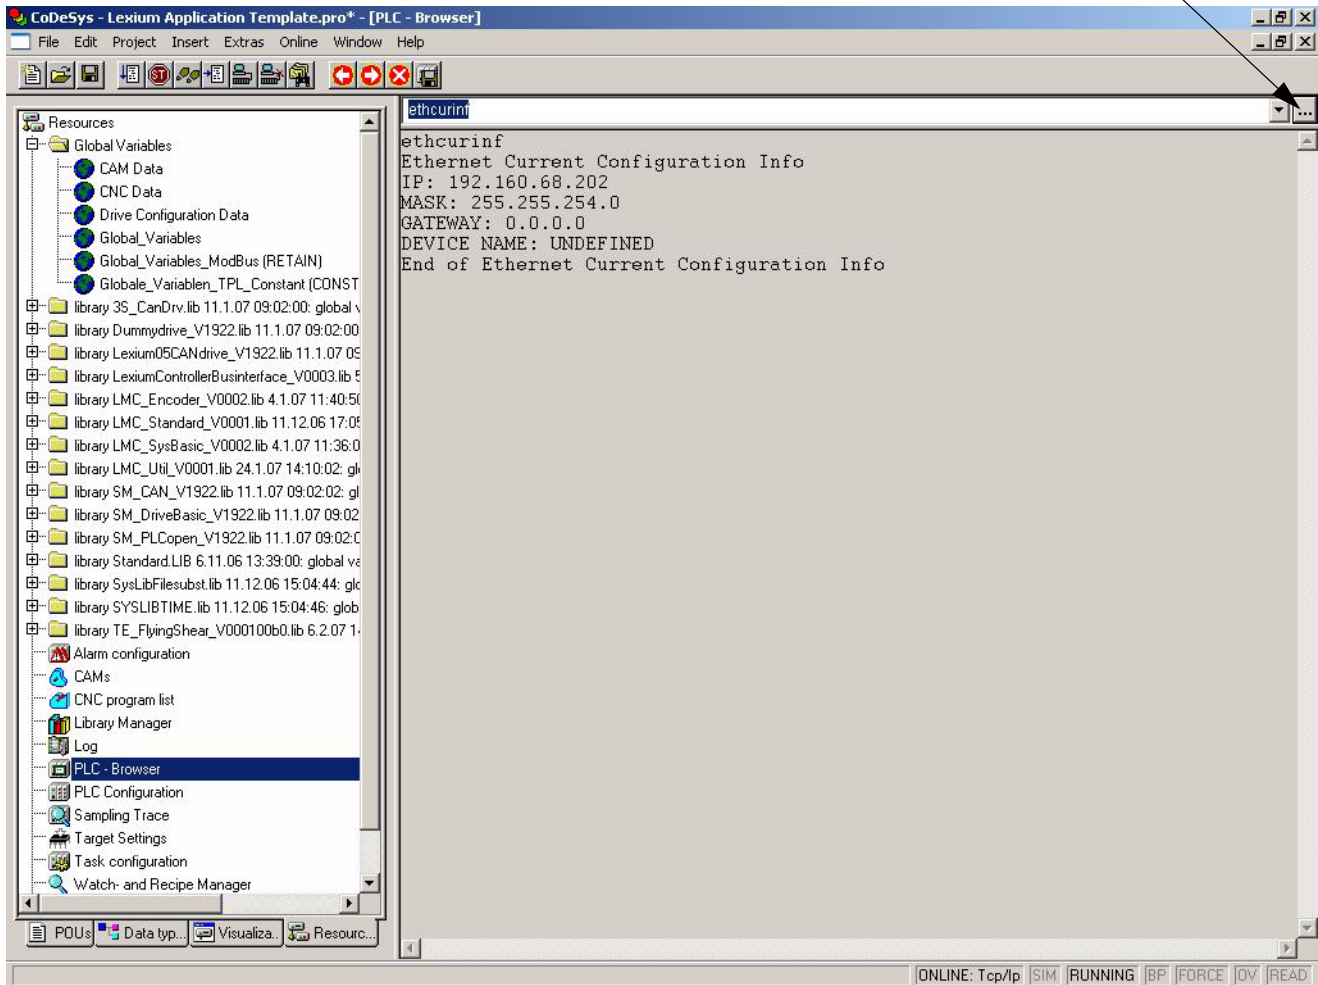 CoDeSys - Lexium Application Template.pro* - [PLC - Browser]
File Edit Project Insert Extras Online Window Help
Resources
Global Variables
CAM Data
CNC Data
Drive Configuration Data
Global_Variables
Global_Variables_ModBus (RETAIN)
Globale_Variablen_TPL_Constant (CONST
library 3S_CanDrv.lib 11.1.07 09:02:00: global v
library Dummydrive_V1922.lib 11.1.07 09:02:00
library Lexium05CANdrive_V1922.lib 11.1.07 09
library LexiumControllerBusinterface_V0003.lib 5
library LMC_Encoder_V0002.lib 4.1.07 11:40:50
library LMC_Standard_V0001.lib 11.12.06 17:05
library LMC_SysBasic_V0002.lib 4.1.07 11:36:0
library LMC_Util_V0001.lib 24.1.07 14:10:02: gl
library SM_CAN_V1922.lib 11.1.07 09:02:02: gl
library SM_DriveBasic_V1922.lib 11.1.07 09:02
library SM_PLCopen_V1922.lib 11.1.07 09:02:0
library Standard.LIB 6.11.06 13:39:00: global va
library SysLibFilesubst.lib 11.12.06 15:04:44: glo
library SYSLIBTIME.lib 11.12.06 15:04:46: glob
library TE_FlyingShear_V000100b0.lib 6.2.07 1
Alarm configuration
CAMs
CNC program list
Library Manager
Log
PLC - Browser
PLC Configuration
Sampling Trace
Target Settings
Task configuration
Watch- and Recipe Manager
POUs Data typ... Visualiza.. Resourc...
ethcurinf
...
ethcurinf
Ethernet Current Configuration Info
IP: 192.160.68.202
MASK: 255.255.254.0
GATEWAY: 0.0.0.0
DEVICE NAME: UNDEFINED
End of Ethernet Current Configuration Info
ONLINE: Tcp/Ip SIM RUNNING BP FORCE OV READ